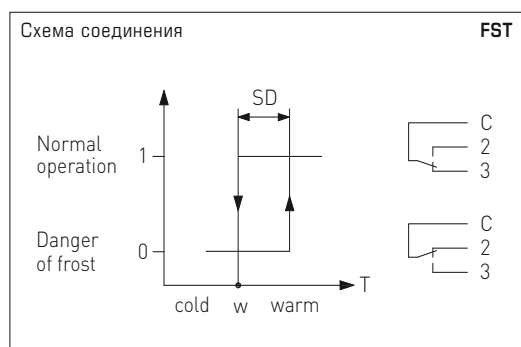 Схема соединения FST
SD
Normal
operation
1
Danger
of frost
0
T
cold w warm
C
2
3
C
2
3